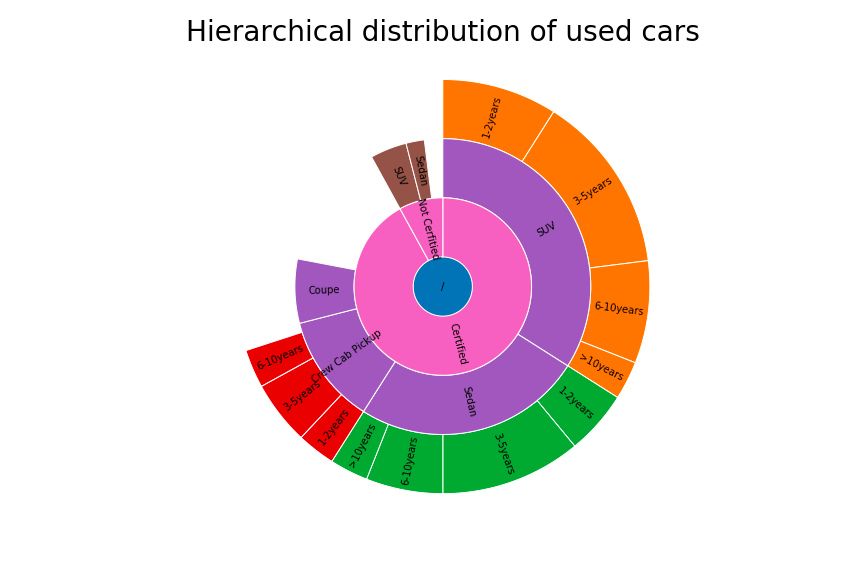 Hierarchical distribution of used cars
1-2years
3-5years
6-10years
>10years
SUV
1-2years
3-5years
6-10years
>10years
Sedan
1-2years
3-5years
6-10years
Crew Cab Pickup
Coupe
Certified
SUV
Sedan
Not Cerfitied
/